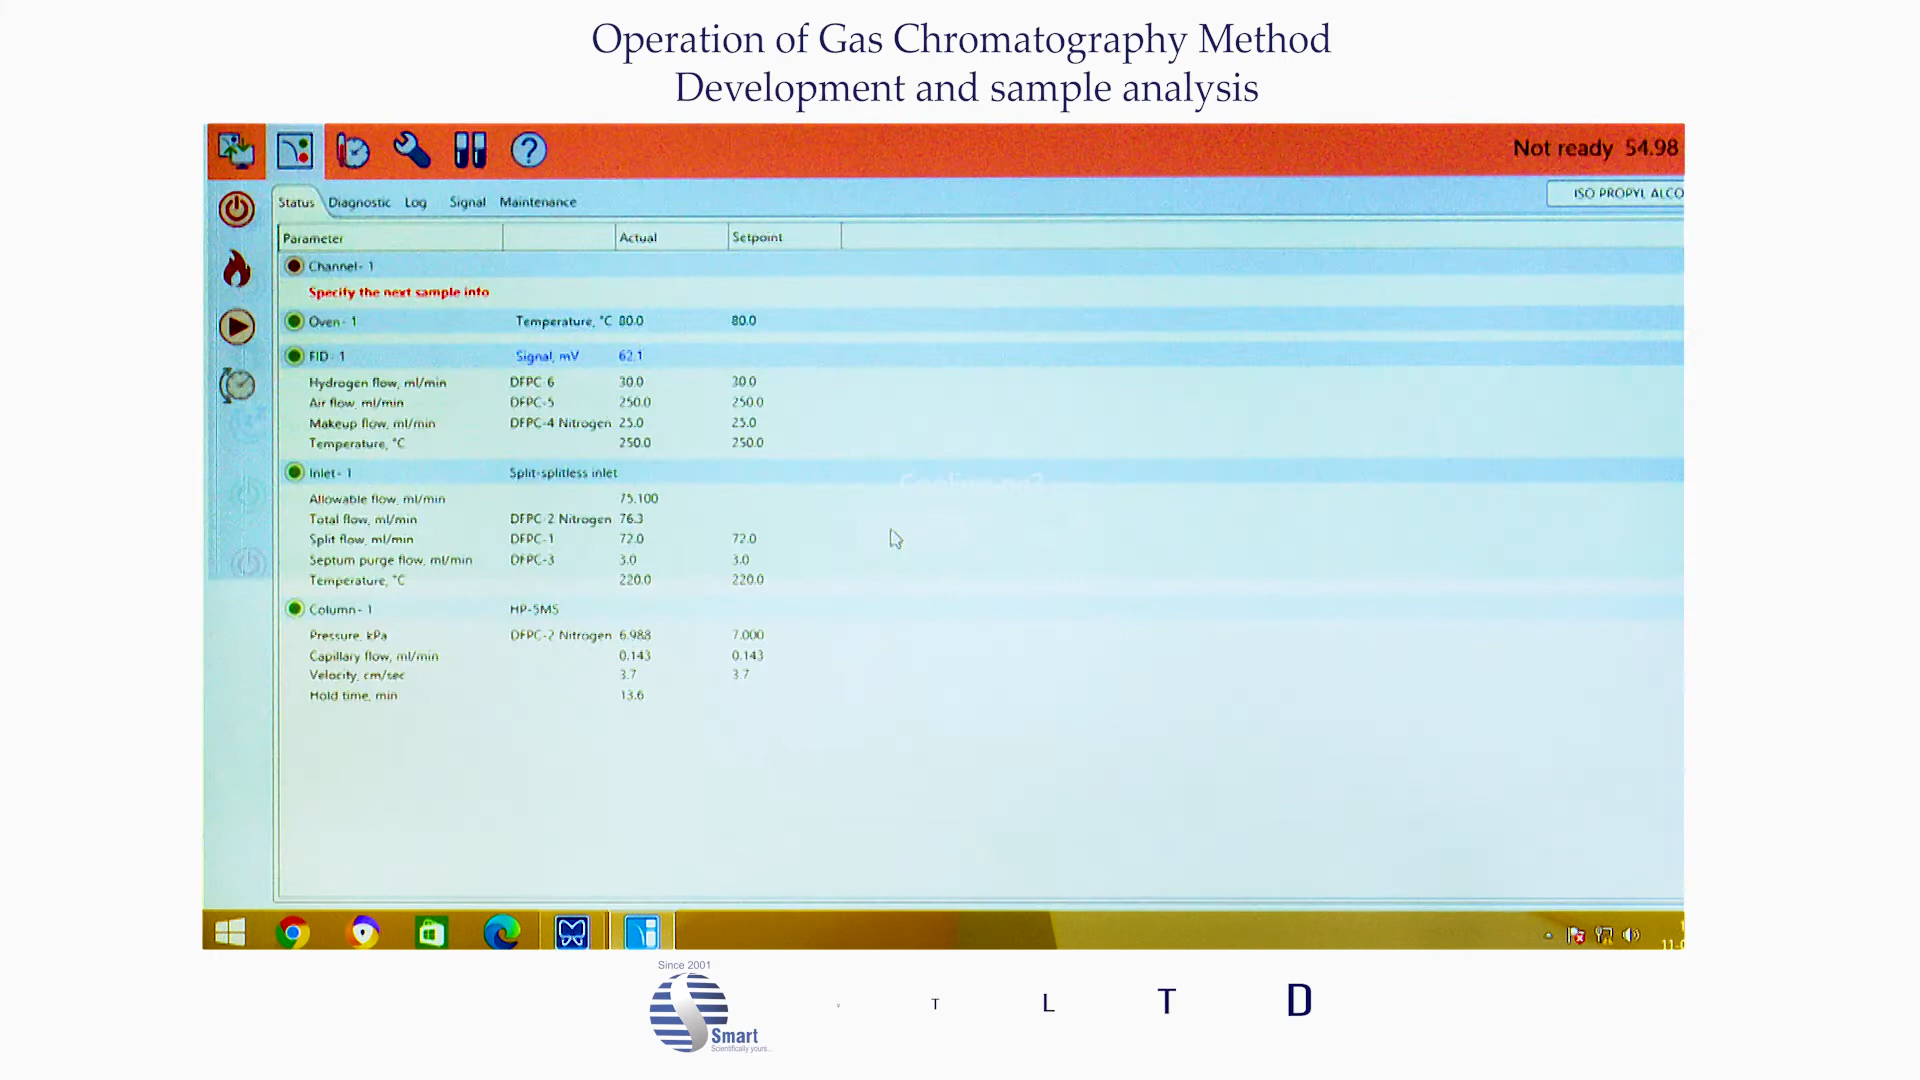 Operation of Gas Chromatography Method
Development and sample analysis
Not ready 54.98
Status Diagnostic Log Signal Maintenance
ISO PROPYL ALCO
Parameter Actual Setpoint
Channel- 1
Specify the next sample info
Oven- 1 Temperature, °C 80.0 80.0
FID- 1 Signal, mV 62.1
Hydrogen flow, ml/min DFPC-6 30.0 30.0
Air flow, ml/min DFPC-5 250.0 250.0
Makeup flow, ml/min DFPC-4 Nitrogen 25.0 25.0
Temperature, °C 250.0 250.0
Inlet- 1 Split-splitless inlet
Allowable flow, ml/min 75.100
Total flow, ml/min DFPC-2 Nitrogen 76.3
Split flow, ml/min DFPC-1 72.0 72.0
Septum purge flow, ml/min DFPC-3 3.0 3.0
Temperature, °C 220.0 220.0
Column- 1 HP-5MS
Pressure, kPa DFPC-2 Nitrogen 6.988 7.000
Capillary flow, ml/min 0.143 0.143
Velocity, cm/sec 3.7 3.7
Hold time, min 13.6
11-0
Since 2001
T L T D
Smart
Scientifically yours...